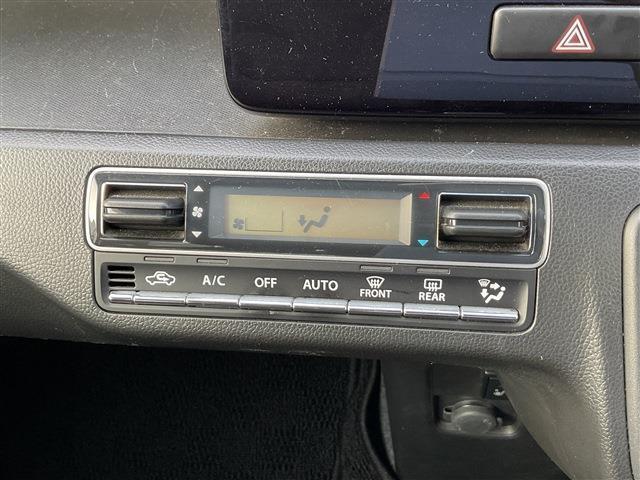 A/C OFF AUTO FRONT REAR